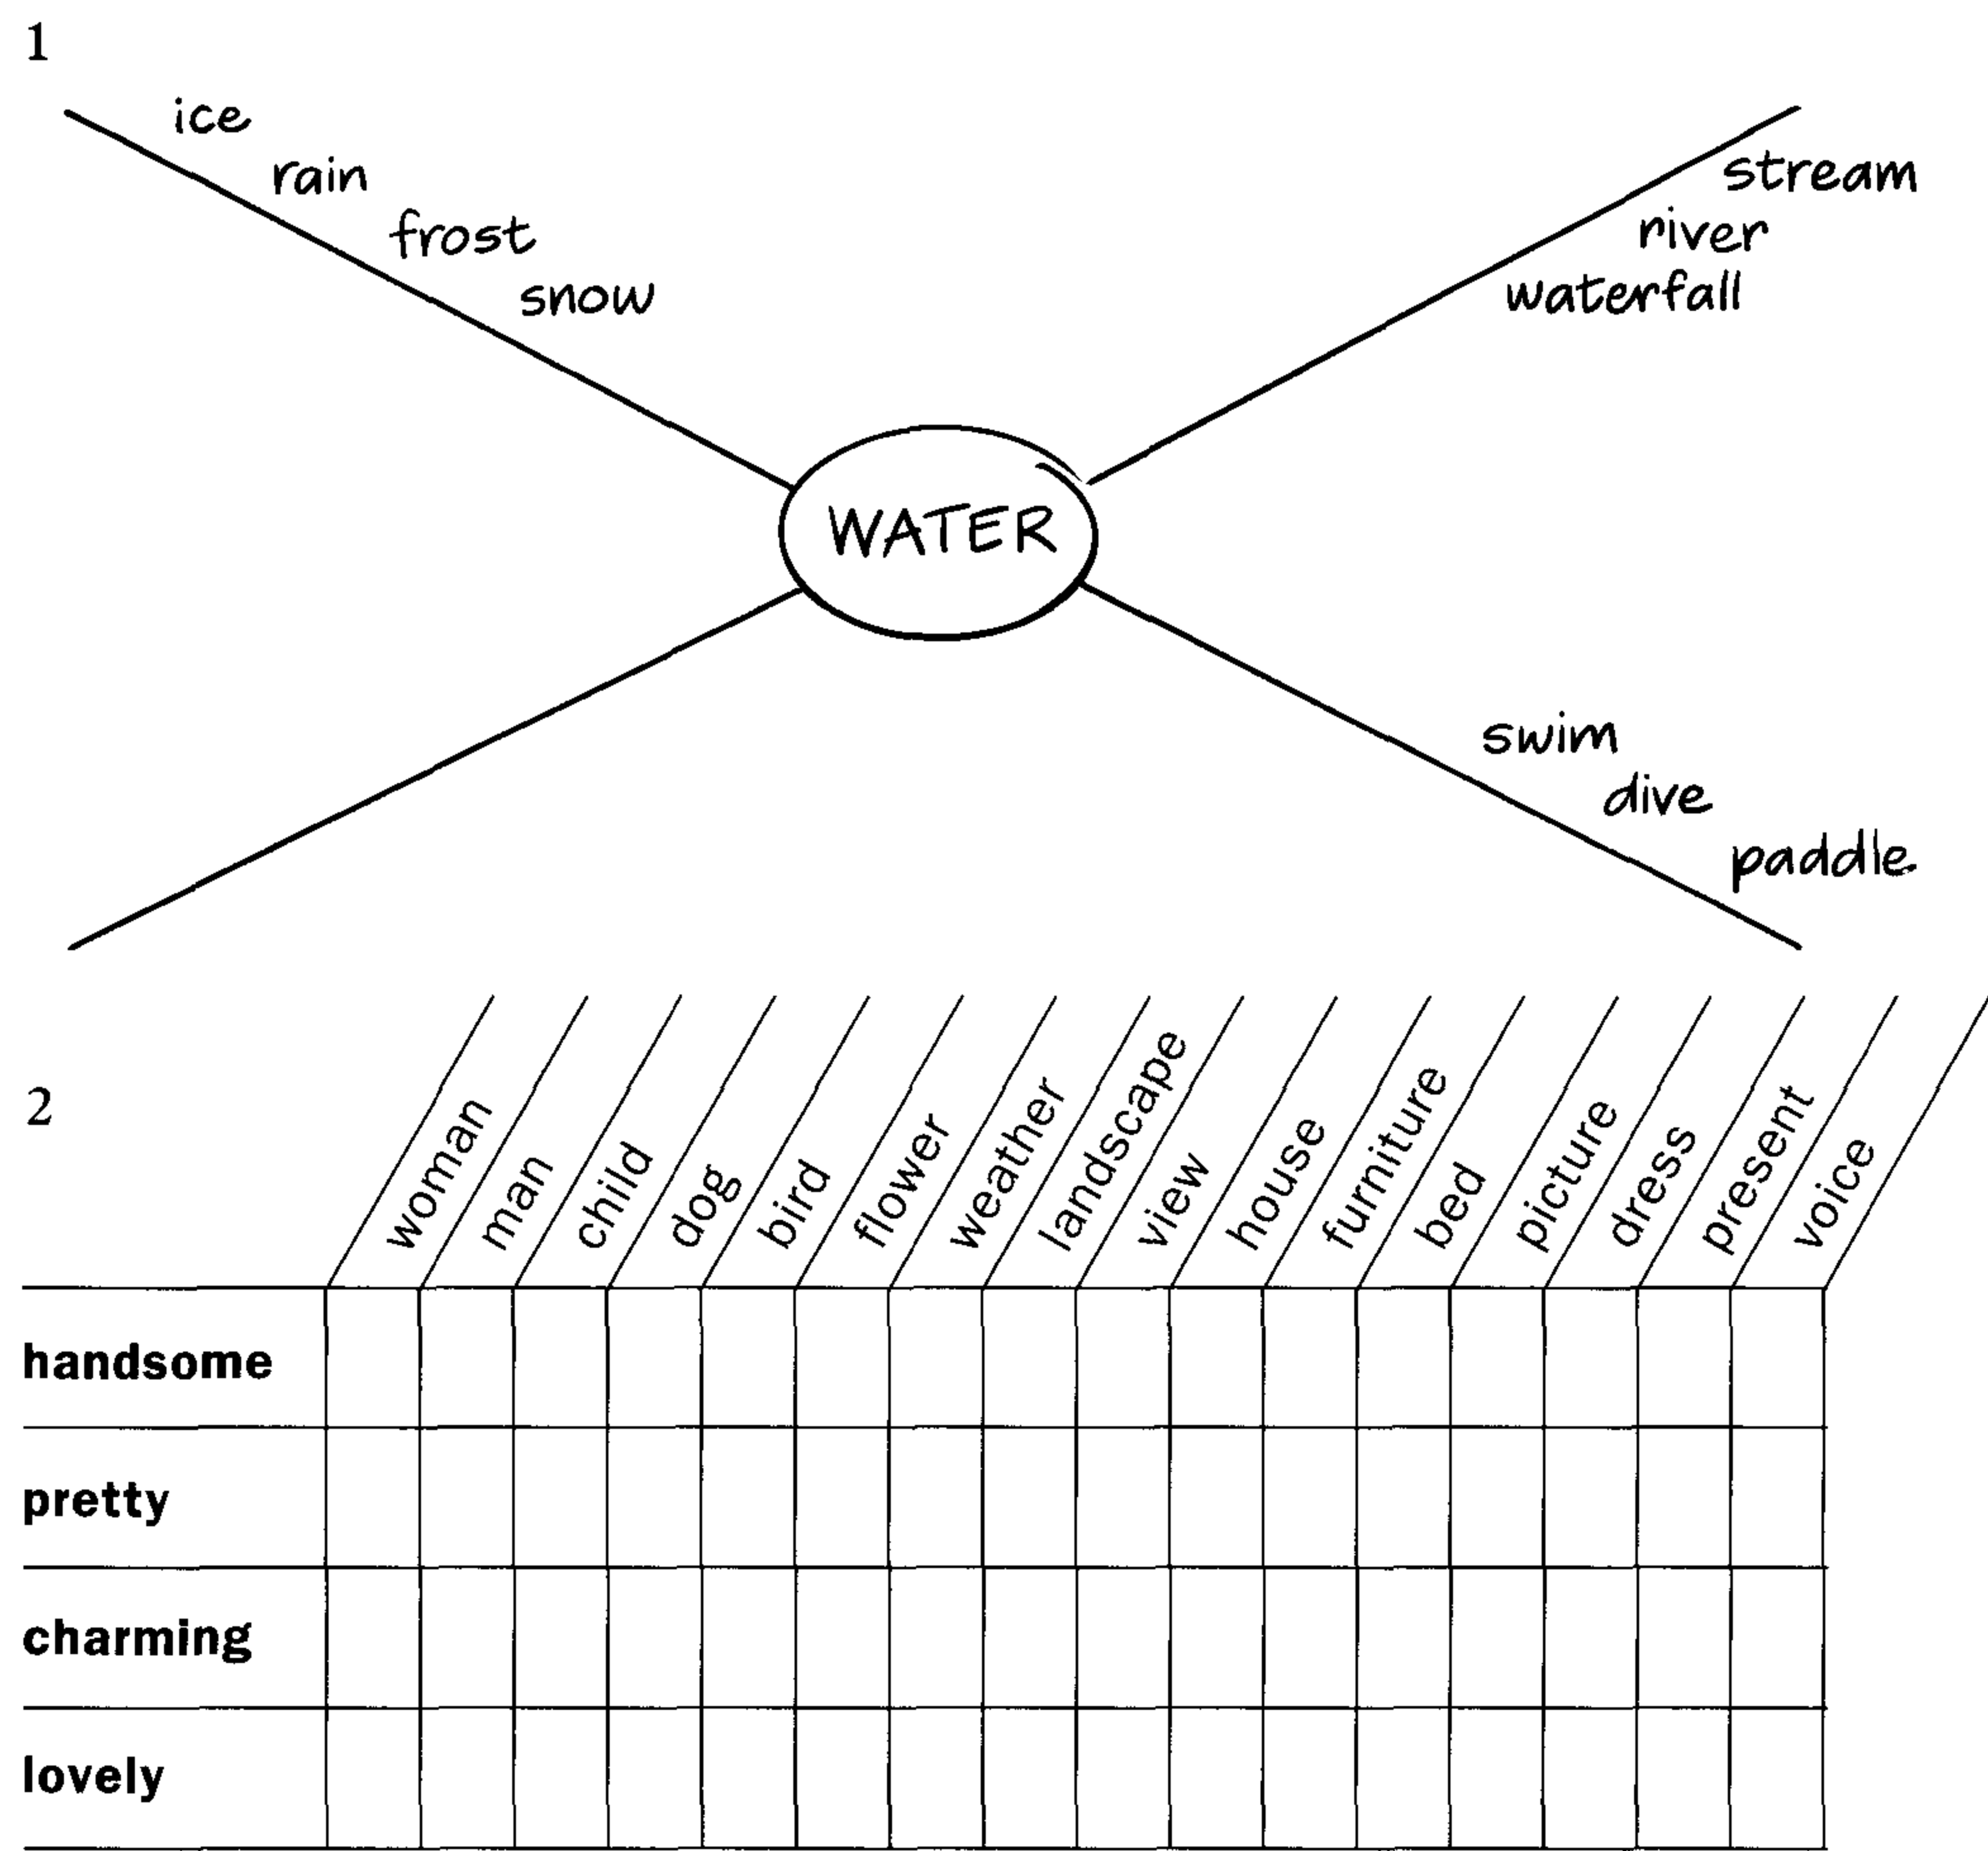 1
ice
rain
frost
snow
stream
river
waterfall
WATER
swim
dive
paddle
2
woman
man
child
dog
bird
flower
weather
landscape
view
house
furniture
bed
picture
dress
present
voice
handsome
pretty
charming
lovely